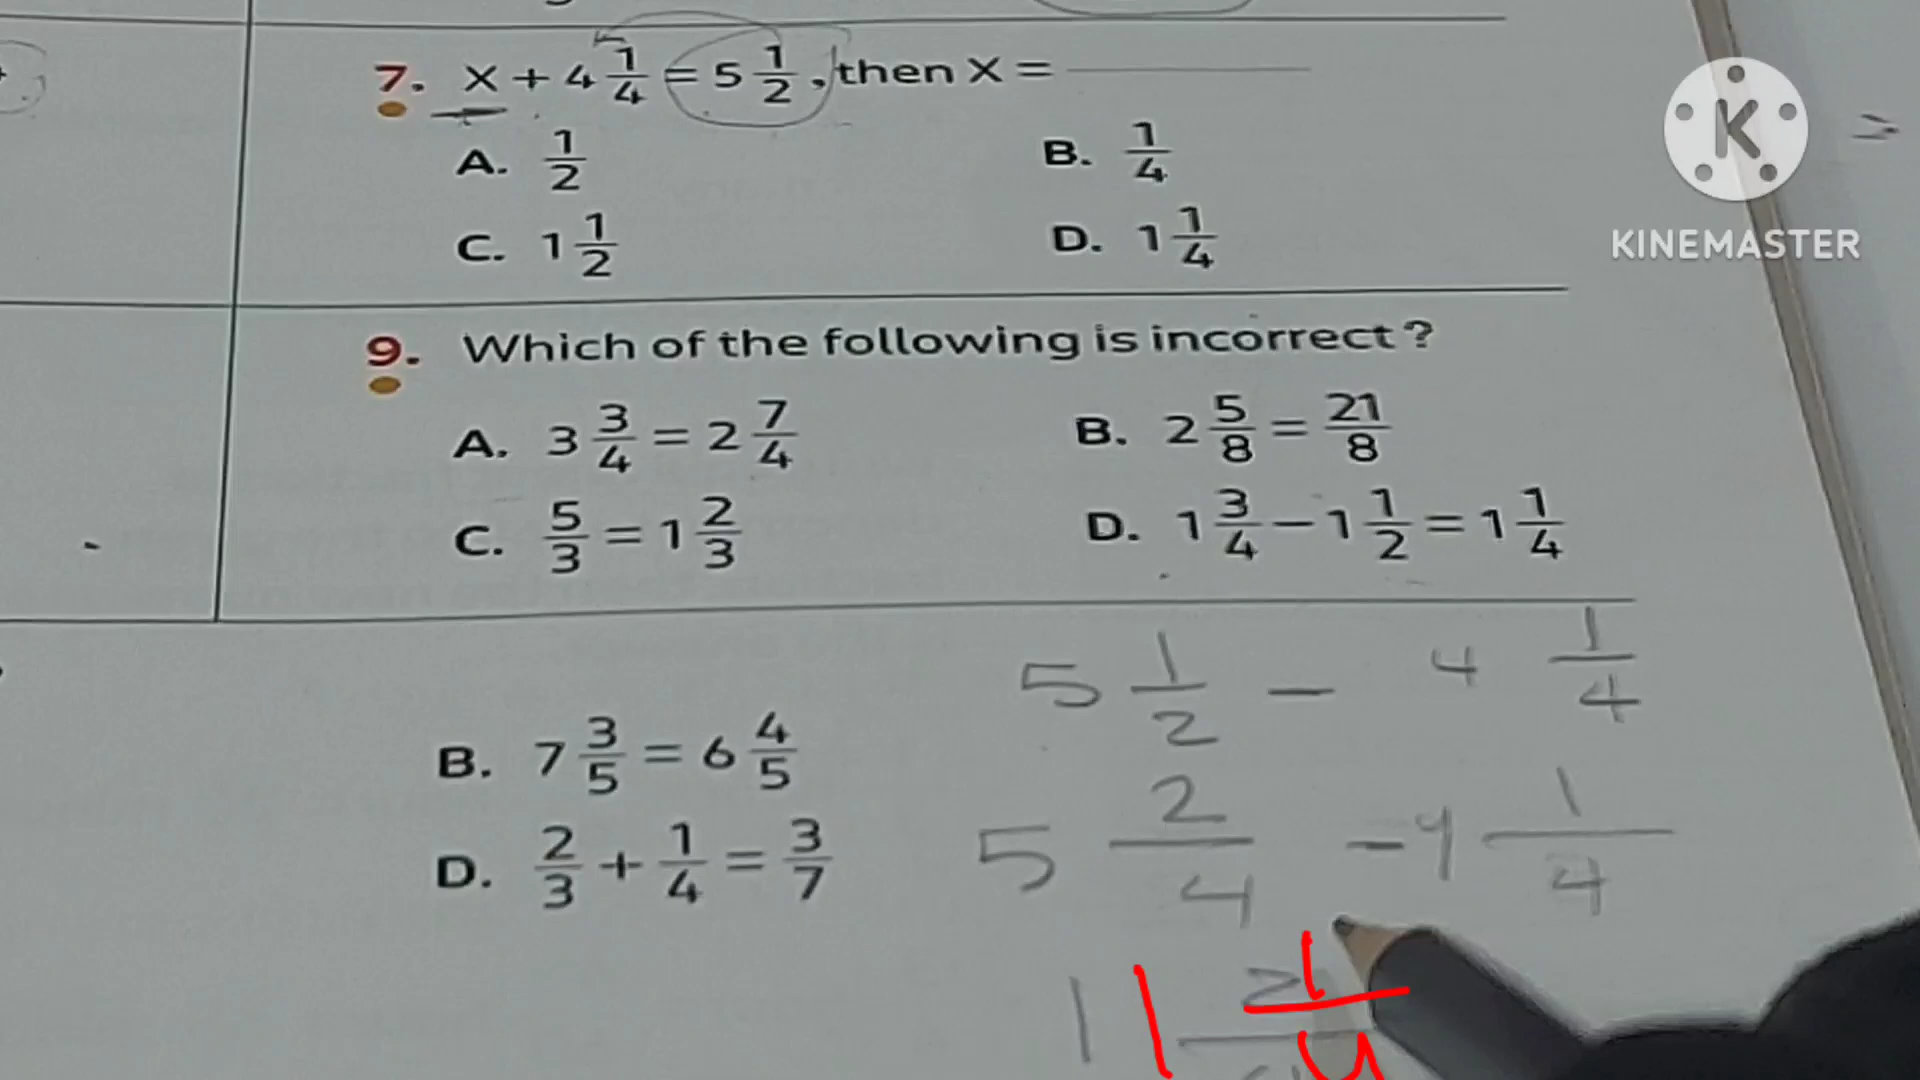 7. X + 4 1/4 = 5 1/2, then X =
A. 1/2
B. 1/4
C. 1 1/2
D. 1 1/4
9. Which of the following is incorrect?
A. 3 3/4 = 2 7/4
B. 2 5/8 = 21/8
C. 5/3 = 1 2/3
D. 1 3/4 − 1 1/2 = 1 1/4
B. 7 3/5 = 6 4/5
D. 2/3 + 1/4 = 3/7
5 1/2 − 4 1/4
5 2/4 − 4 1/4
1 1/4
KINEMASTER